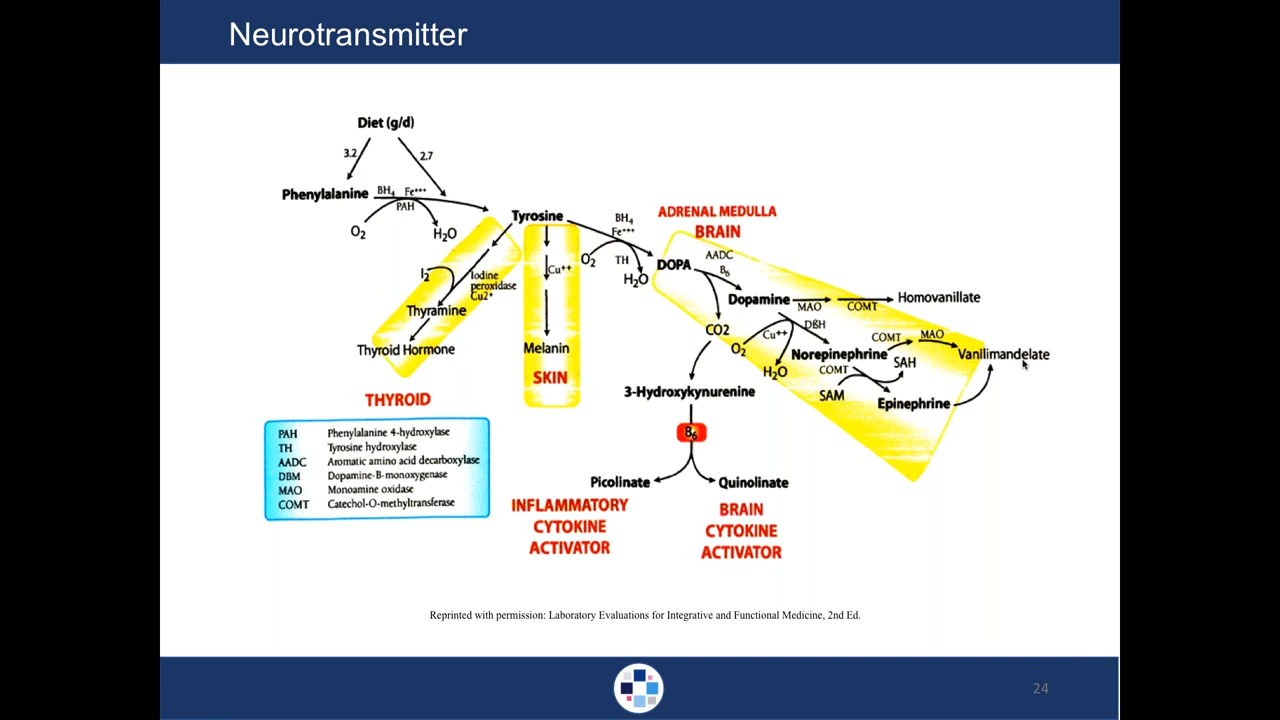 Neurotransmitter
Diet (g/d)
3.2
2.7
Phenylalanine
BH4 Fe+++
PAH
O2
H2O
Tyrosine
BH4
Fe+++
O2
TH
H2O
ADRENAL MEDULLA
BRAIN
DOPA
AADC
B6
I2
Iodine
peroxidase
Cu2+
Cu++
Thyramine
Thyroid Hormone
Melanin
SKIN
THYROID
Dopamine
MAO
COMT
Homovanillate
CO2
O2
Cu++
DBH
H2O
Norepinephrine
COMT
MAO
Vanilimandelate
COMT
SAH
SAM
Epinephrine
3-Hydroxykynurenine
B6
Picolinate
Quinolinate
INFLAMMATORY
CYTOKINE
ACTIVATOR
BRAIN
CYTOKINE
ACTIVATOR
PAH Phenylalanine 4-hydroxylase
TH Tyrosine hydroxylase
AADC Aromatic amino acid decarboxylase
DBM Dopamine-B-monoxygenase
MAO Monoamine oxidase
COMT Catechol-O-methyltransferase
Reprinted with permission: Laboratory Evaluations for Integrative and Functional Medicine, 2nd Ed.
24